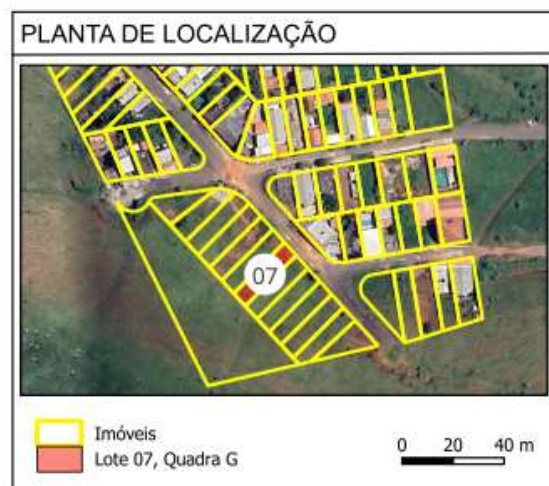 PLANTA DE LOCALIZAÇÃO
07
Imóveis
Lote 07, Quadra G
0 20 40 m